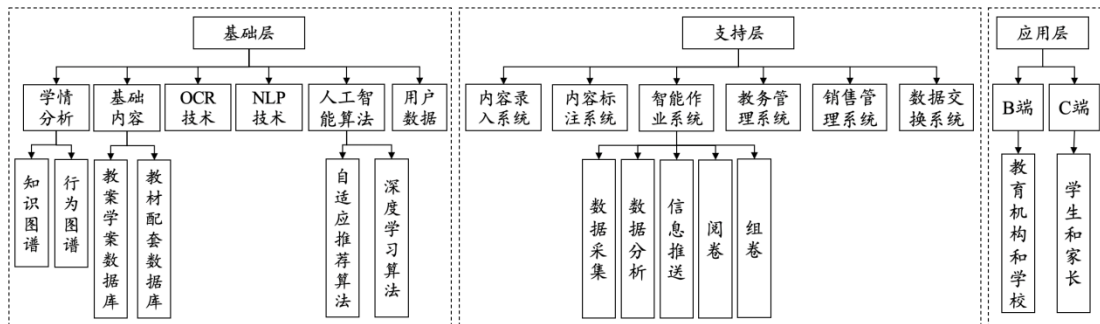 基础层
支持层
应用层
学情
分析
基础
内容
OCR
技术
NLP
技术
人工智
能算法
用户
数据
内容录
入系统
内容标
注系统
智能作
业系统
教务管
理系统
销售管
理系统
数据交
换系统
B端
C端
知识图谱
行为图谱
教案学案数据库
教材配套数据库
自适应推荐算法
深度学习算法
数据采集
数据分析
信息推送
阅卷
组卷
教育机构和学校
学生和家长